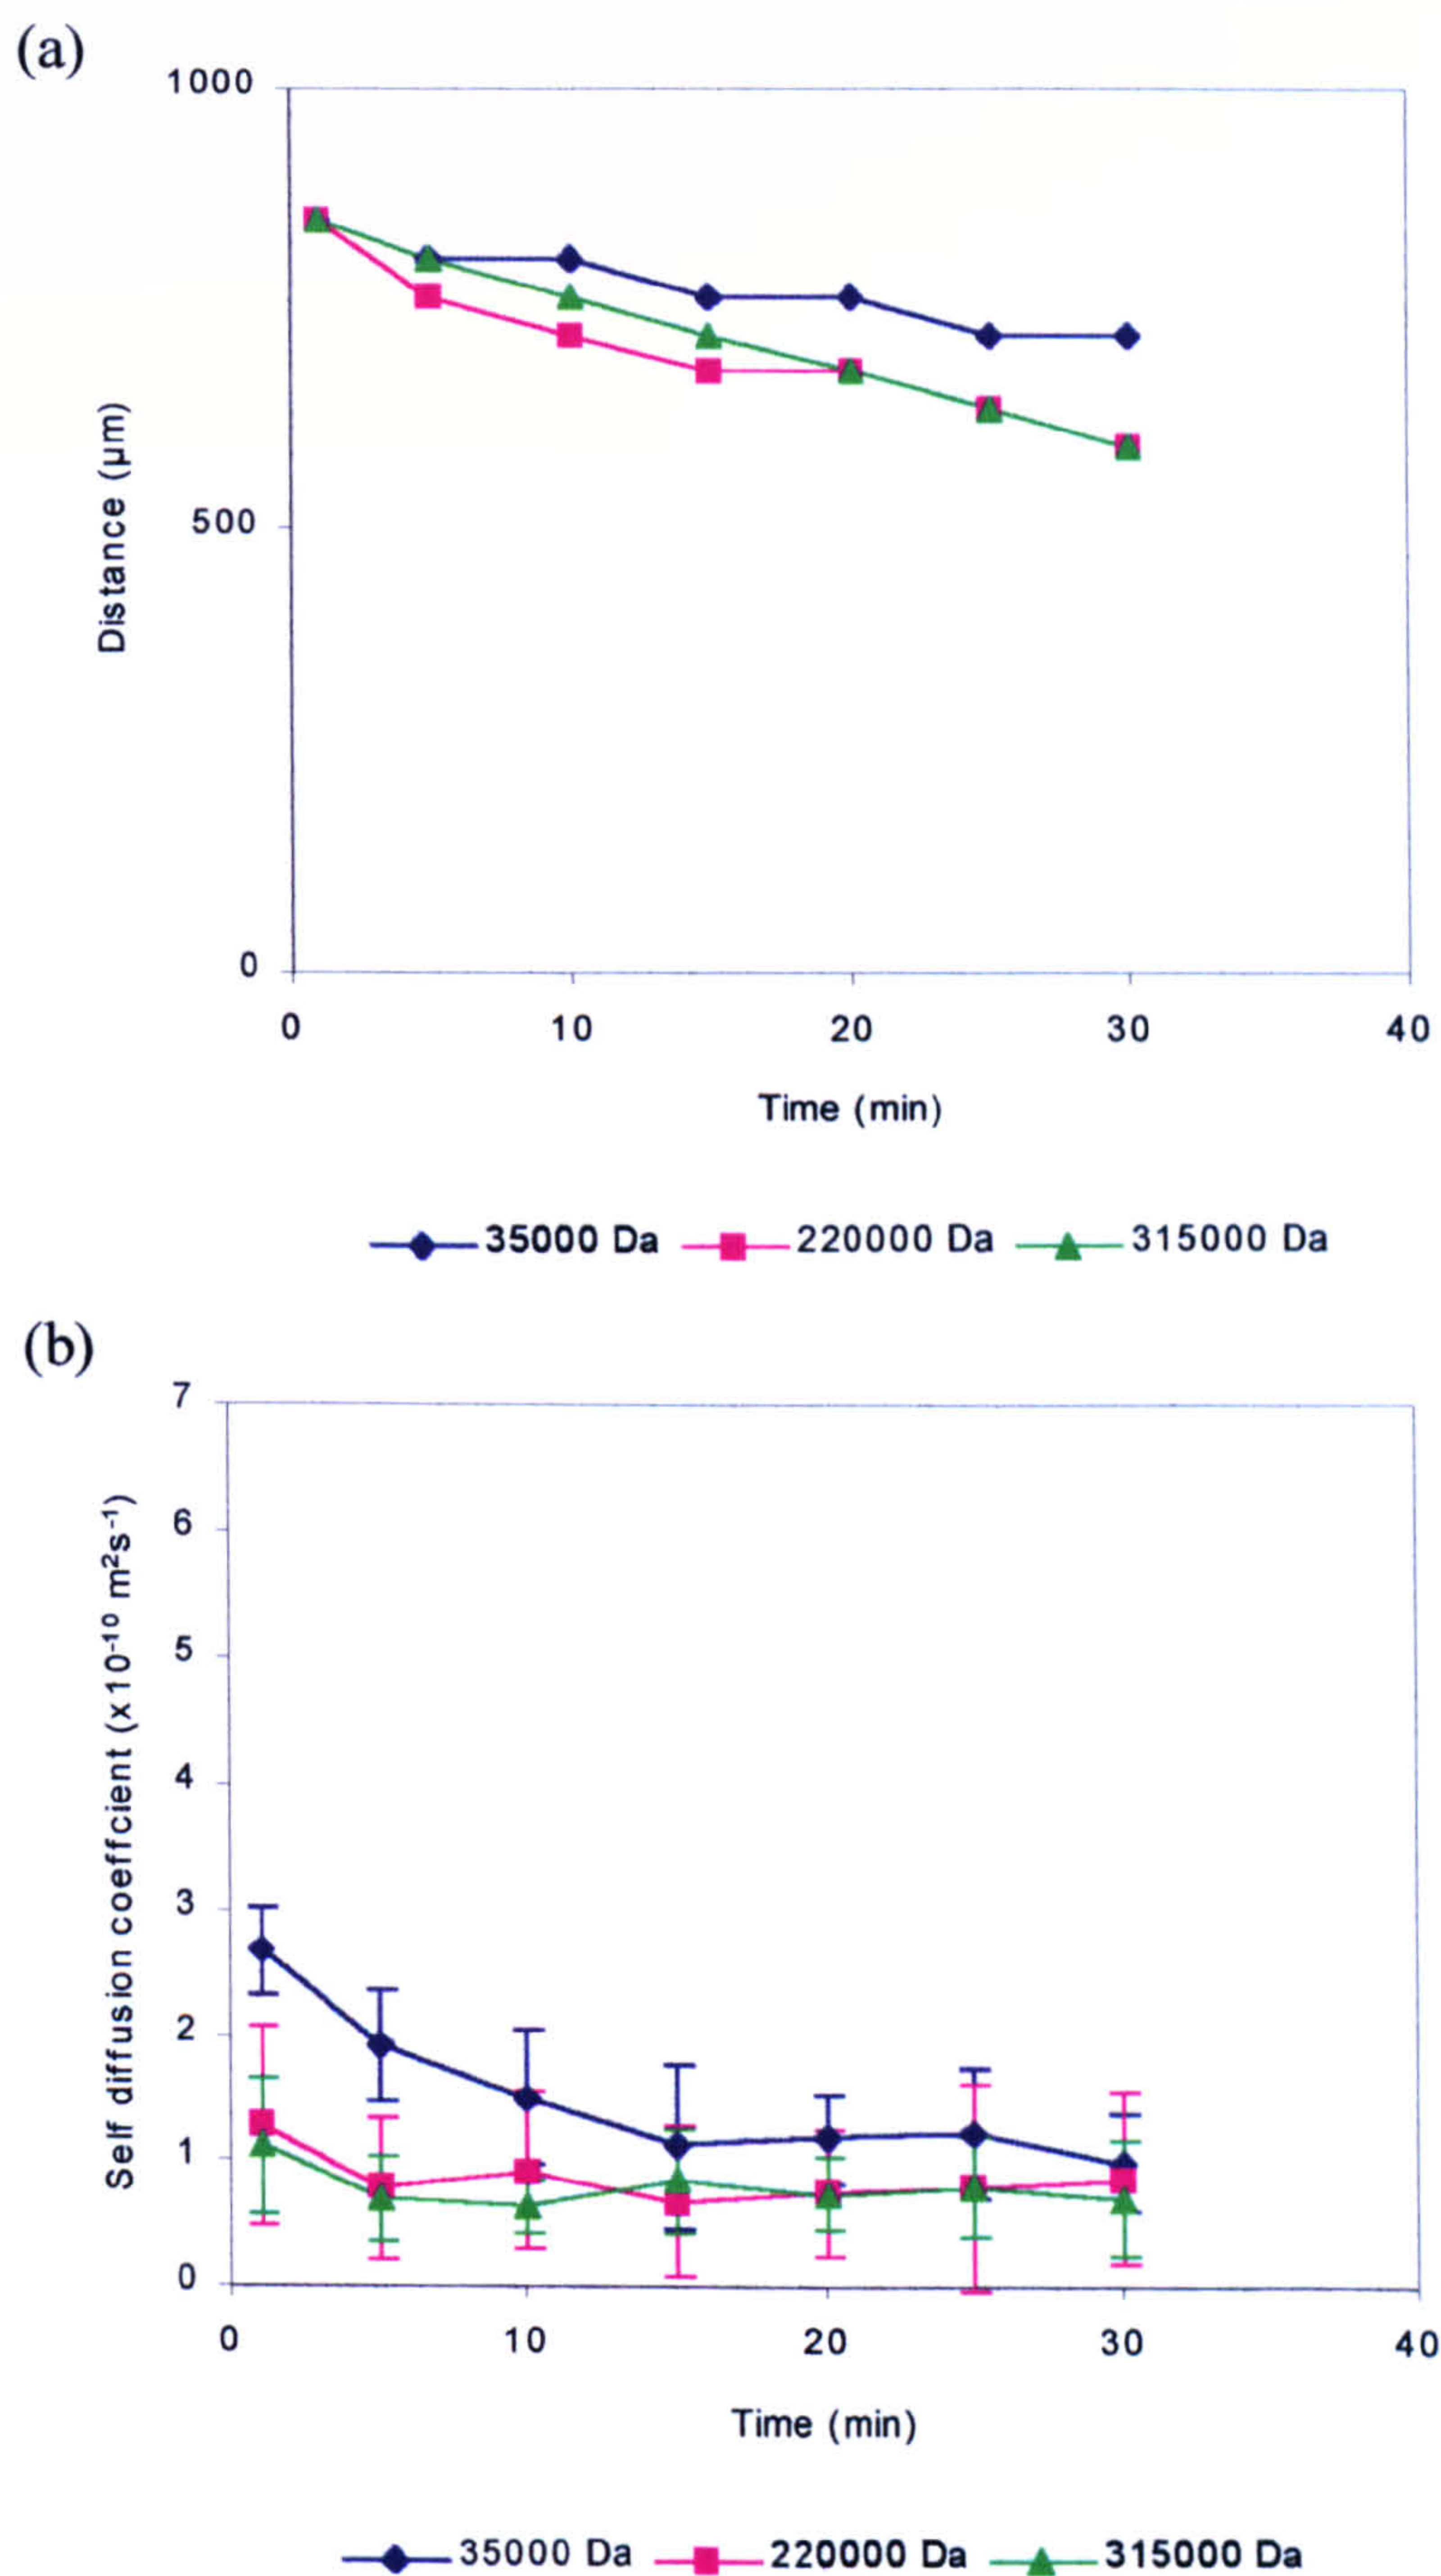 (a)
1000
500
0
Distance (µm)
0 10 20 30 40
Time (min)
35000 Da 220000 Da 315000 Da
(b)
7
6
5
4
3
2
1
0
Self diffusion coeffcient (x10⁻¹⁰ m²s⁻¹)
0 10 20 30 40
Time (min)
35000 Da 220000 Da 315000 Da